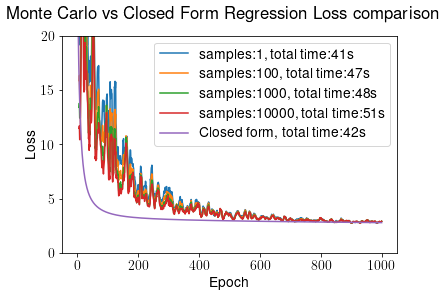 Monte Carlo vs Closed Form Regression Loss comparison
20
15
10
5
0
Loss
samples:1, total time:41s
samples:100, total time:47s
samples:1000, total time:48s
samples:10000, total time:51s
Closed form, total time:42s
0 200 400 600 800 1000
Epoch